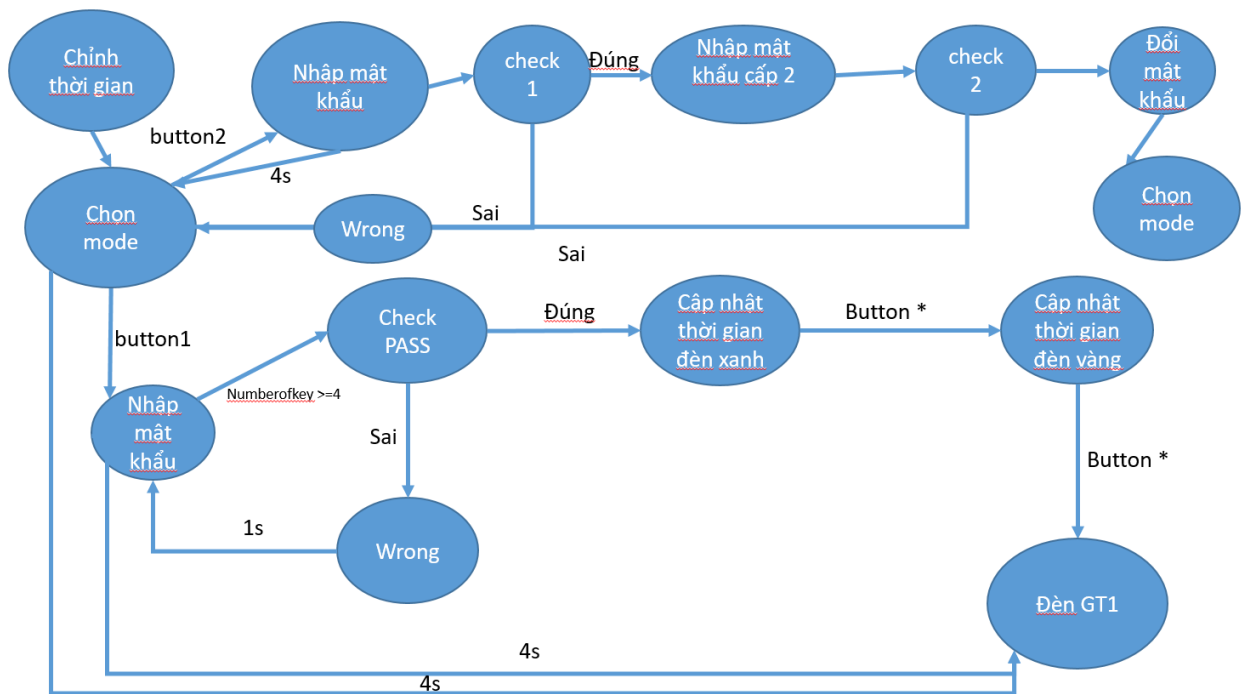 Chỉnh
thời gian
Nhập mật
khẩu
check
1
Đúng
Nhập mật
khẩu cấp 2
check
2
Đổi
mật
khẩu
button2
4s
Chọn
mode
Wrong
Sai
Sai
Chọn
mode
button1
Check
PASS
Đúng
Cập nhật
thời gian
đèn xanh
Button *
Cập nhật
thời gian
đèn vàng
Numberofkey >=4
Nhập
mật
khẩu
Sai
Button *
1s
Wrong
Đèn GT1
4s
4s